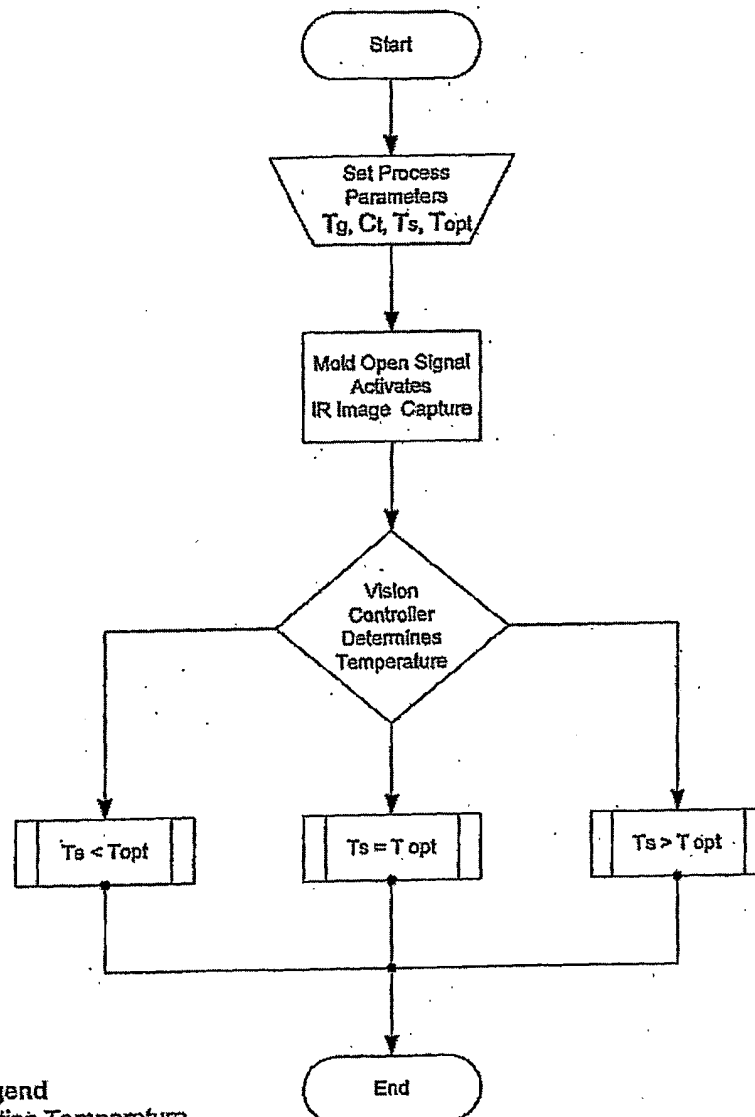 Start
Set Process
Parameters
Tg, Ct, Ts, Topt
Mold Open Signal
Activates
IR Image Capture
Vision
Controller
Determines
Temperature
Ts < Topt
Ts = T opt
Ts > T opt
End